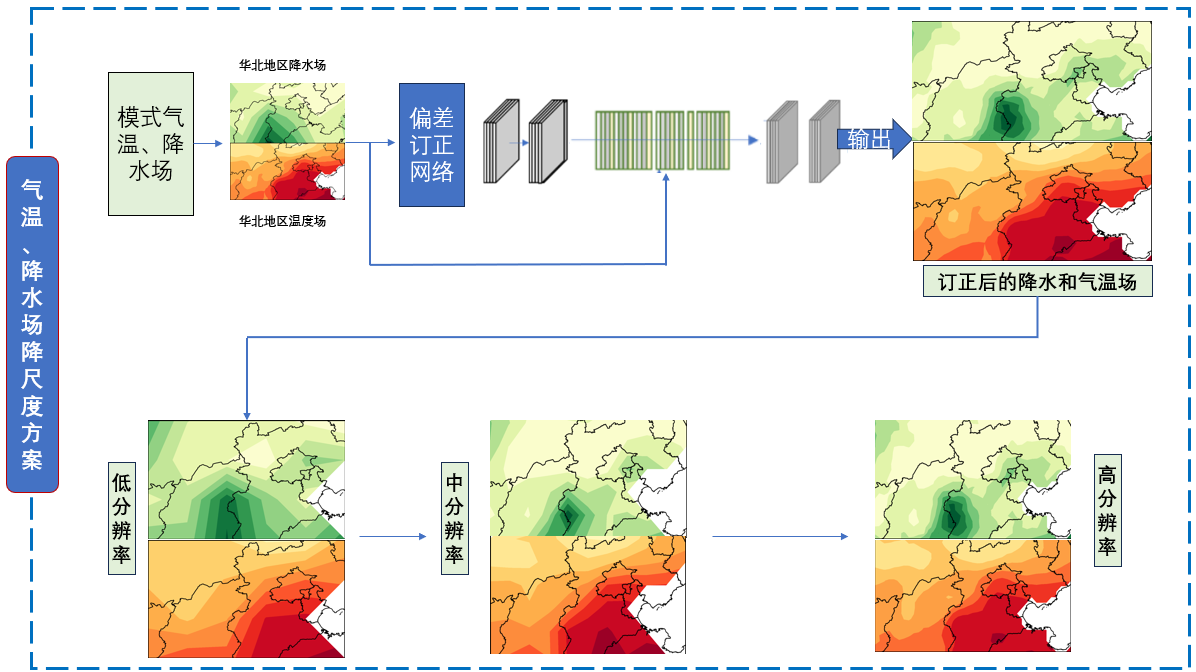 气温、降水场降尺度方案
华北地区降水场
模式气
温、降
水场
华北地区温度场
偏差
订正
网络
输出
订正后的降水和气温场
低分辨率
中分辨率
高分辨率